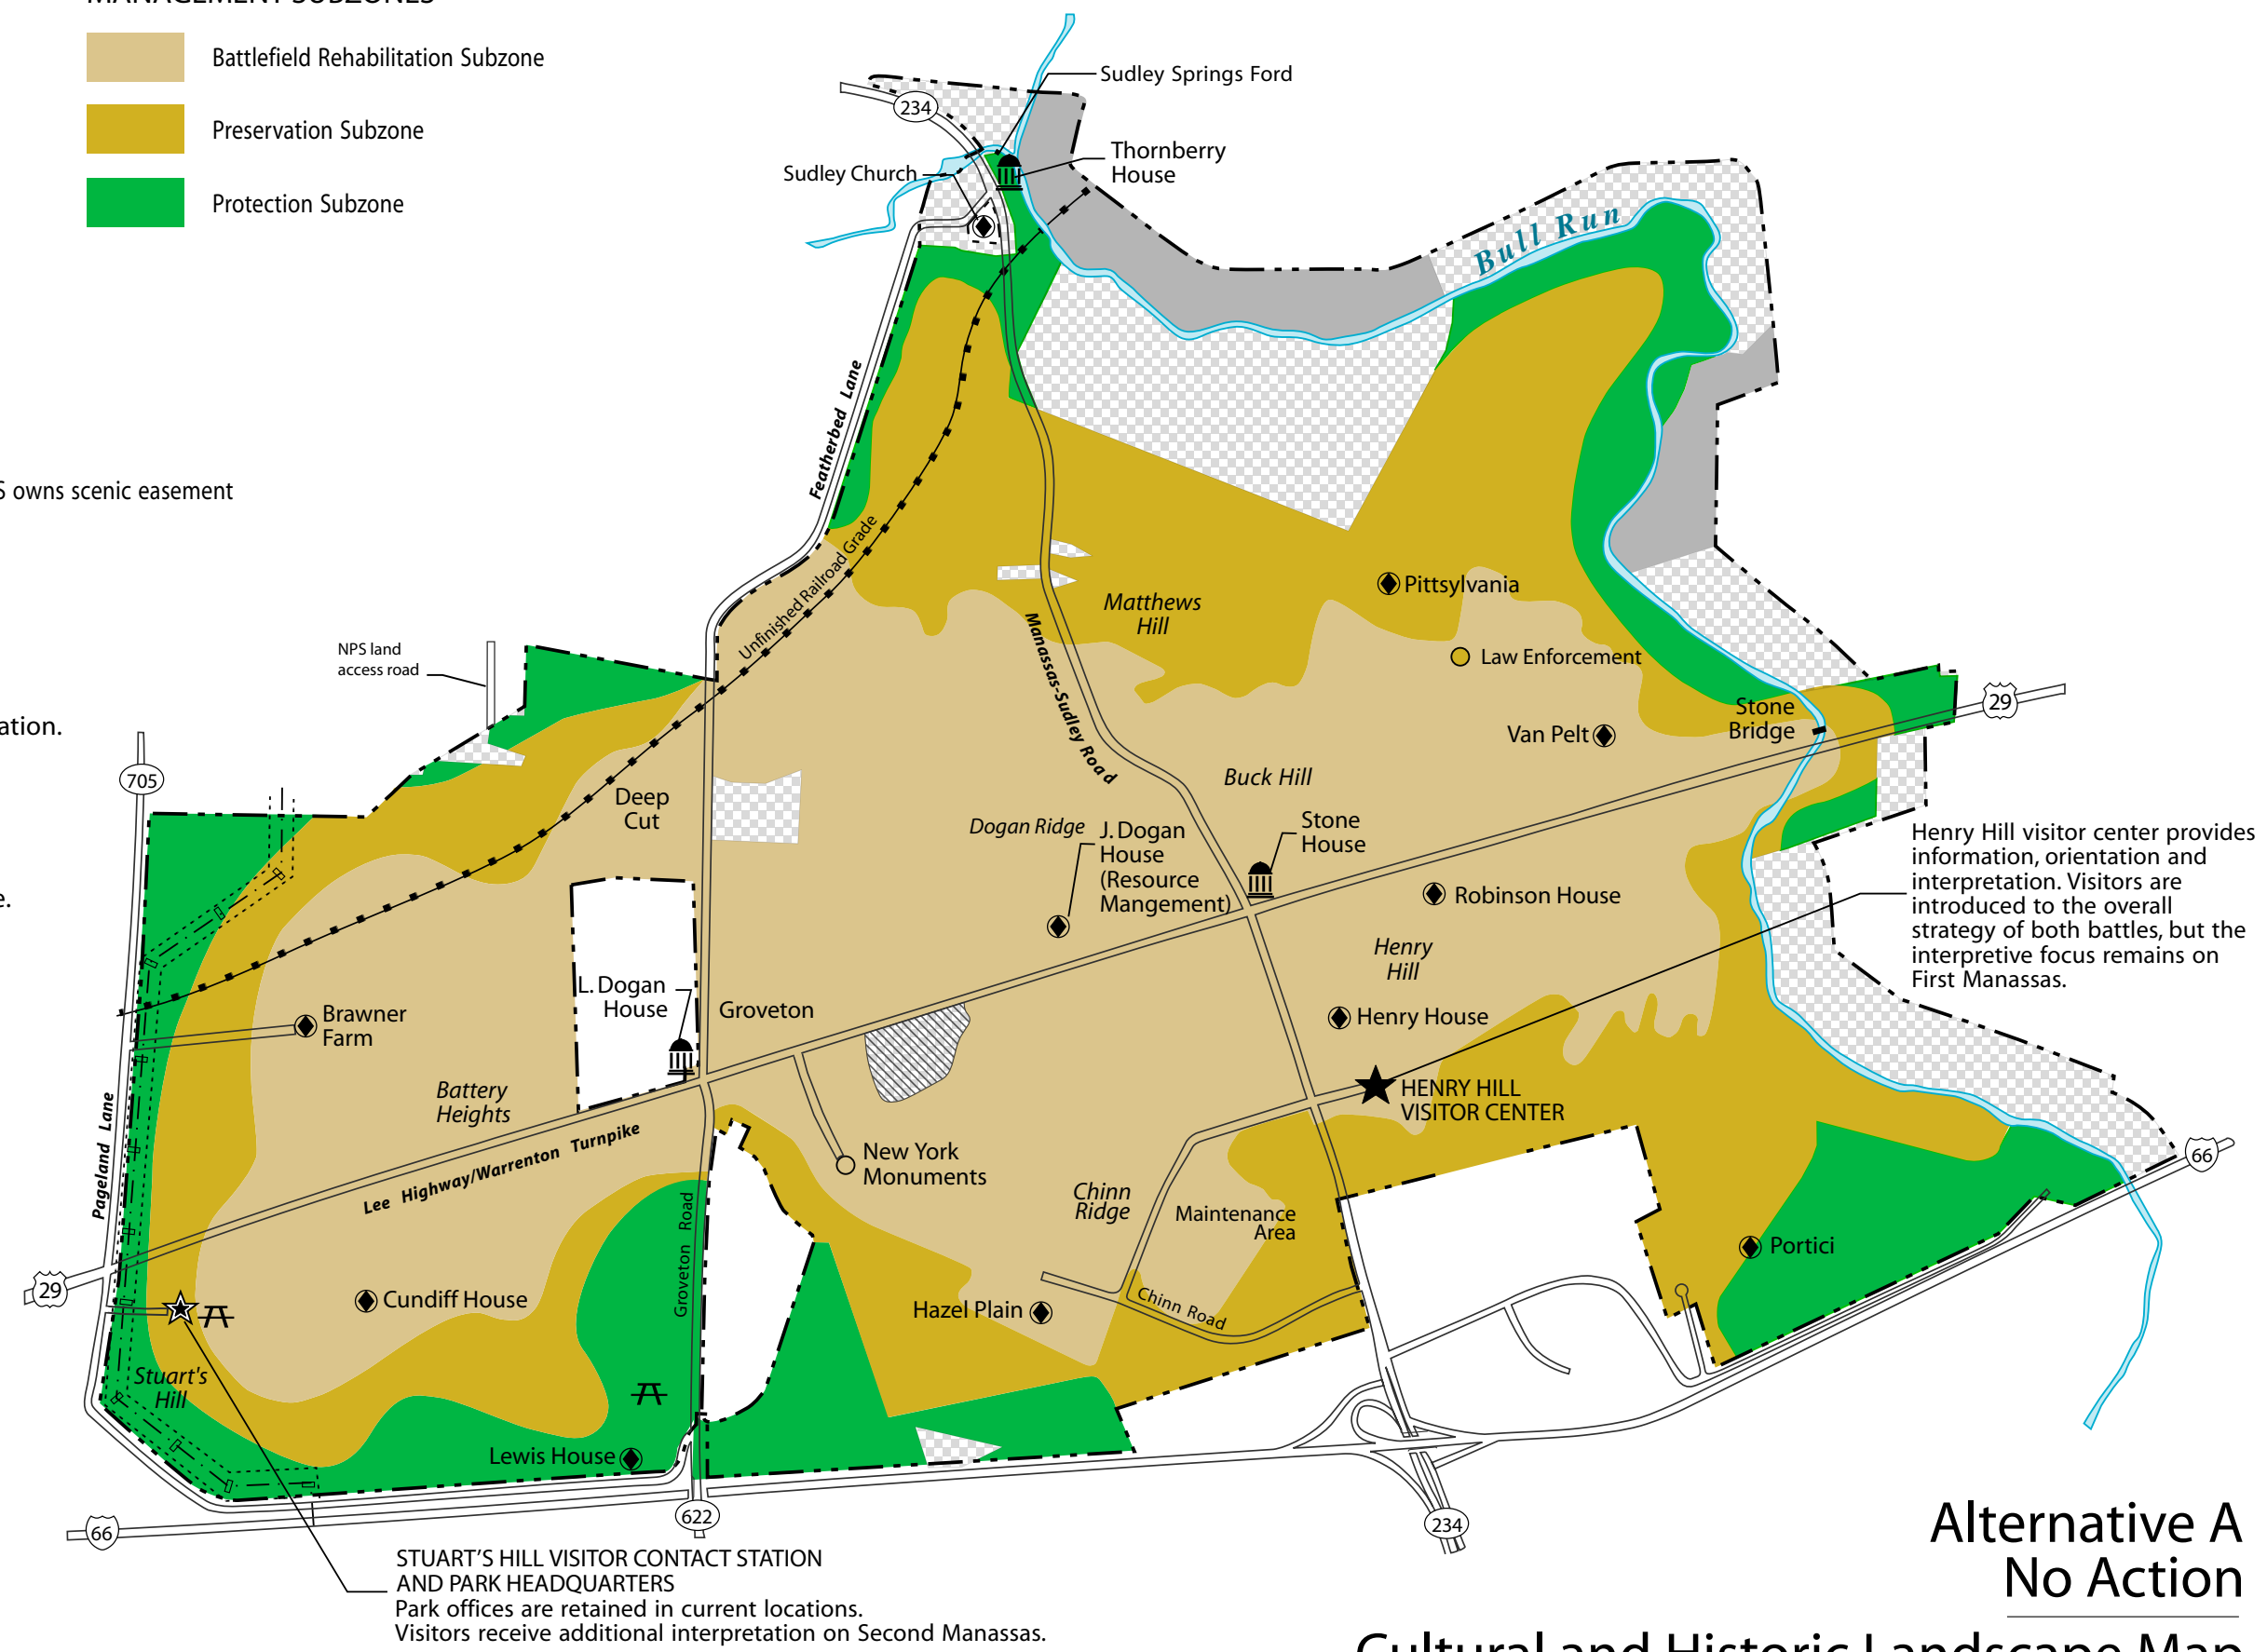 MANAGEMENT SUBZONES
Battlefield Rehabilitation Subzone
Preservation Subzone
Protection Subzone
S owns scenic easement
ation.
e.
Sudley Springs Ford
234
Thornberry
House
Sudley Church
Bull Run
Featherbed Lane
Unfinished Railroad Grade
NPS land
access road
Matthews
Hill
Manassas-Sudley Road
Pittsylvania
Law Enforcement
Stone
Bridge
29
Van Pelt
705
Deep
Cut
Buck Hill
Dogan Ridge
J. Dogan
House
(Resource
Mangement)
Stone
House
Henry Hill visitor center provides
information, orientation and
interpretation. Visitors are
introduced to the overall
strategy of both battles, but the
interpretive focus remains on
First Manassas.
Robinson House
Henry
Hill
L. Dogan
House
Groveton
Brawner
Farm
Henry House
Battery
Heights
HENRY HILL
VISITOR CENTER
Pageland Lane
Lee Highway/Warrenton Turnpike
New York
Monuments
66
Chinn
Ridge
Maintenance
Area
Groveton Road
Portici
29
Cundiff House
Hazel Plain
Chinn Road
Stuart's
Hill
Lewis House
622
66
234
STUART'S HILL VISITOR CONTACT STATION
AND PARK HEADQUARTERS
Park offices are retained in current locations.
Visitors receive additional interpretation on Second Manassas.
Alternative A
No Action
Cultural and Historic Landscape Map